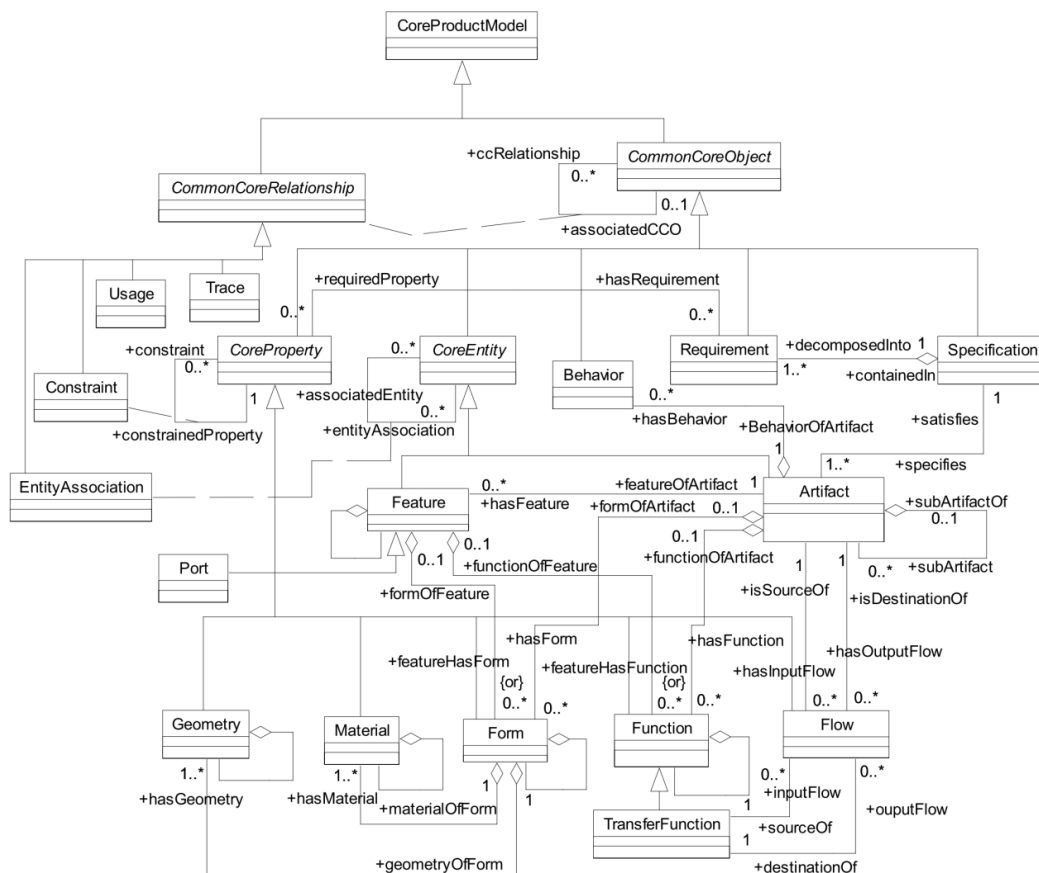 CoreProductModel
+ccRelationship
CommonCoreObject
0..*
CommonCoreRelationship
0..1
+associatedCCO
Usage
Trace
+requiredProperty
+hasRequirement
0..*
0..*
+constraint
0..*
CoreProperty
0..*
CoreEntity
Requirement
+decomposedInto
1
Specification
1..*
+containedIn
Constraint
1
+associatedEntity
0..*
Behavior
0..*
1
+constrainedProperty
+entityAssociation
+hasBehavior
+BehaviorOfArtifact
+satisfies
1
1..*
+specifies
EntityAssociation
Feature
0..*
+hasFeature
+featureOfArtifact
1
Artifact
+formOfArtifact
0..1
+subArtifactOf
0..1
Port
0..1
0..1
+functionOfFeature
0..1
+functionOfArtifact
1
1
0..*
+subArtifact
+formOfFeature
+isSourceOf
+isDestinationOf
+hasForm
+hasFunction
+featureHasForm
+featureHasFunction
+hasInputFlow
+hasOutputFlow
{or}
{or}
0..*
0..*
0..*
0..*
0..*
0..*
Geometry
Material
Form
Function
Flow
1..*
1..*
1
1
0..*
0..*
+hasGeometry
+hasMaterial
+materialOfForm
1
+inputFlow
+ouputFlow
TransferFunction
+sourceOf
1
+geometryOfForm
+destinationOf